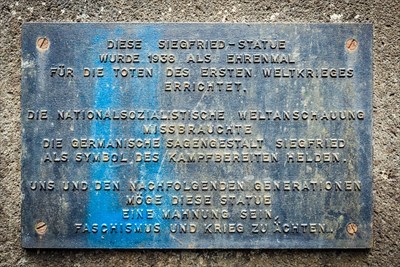 DIESE SIEGFRIED-STATUE
WURDE 1938 ALS EHRENMAL
FÜR DIE TOTEN DES ERSTEN WELTKRIEGES
ERRICHTET.
DIE NATIONALSOZIALISTISCHE WELTANSCHAUUNG
MISSBRAUCHTE
DIE GERMANISCHE SAGENGESTALT SIEGFRIED
ALS SYMBOL DES KAMPFBEREITEN HELDEN.
UNS UND DEN NACHFOLGENDEN GENERATIONEN
MÖGE DIESE STATUE
EINE MAHNUNG SEIN,
FASCHISMUS UND KRIEG ZU ÄCHTEN.